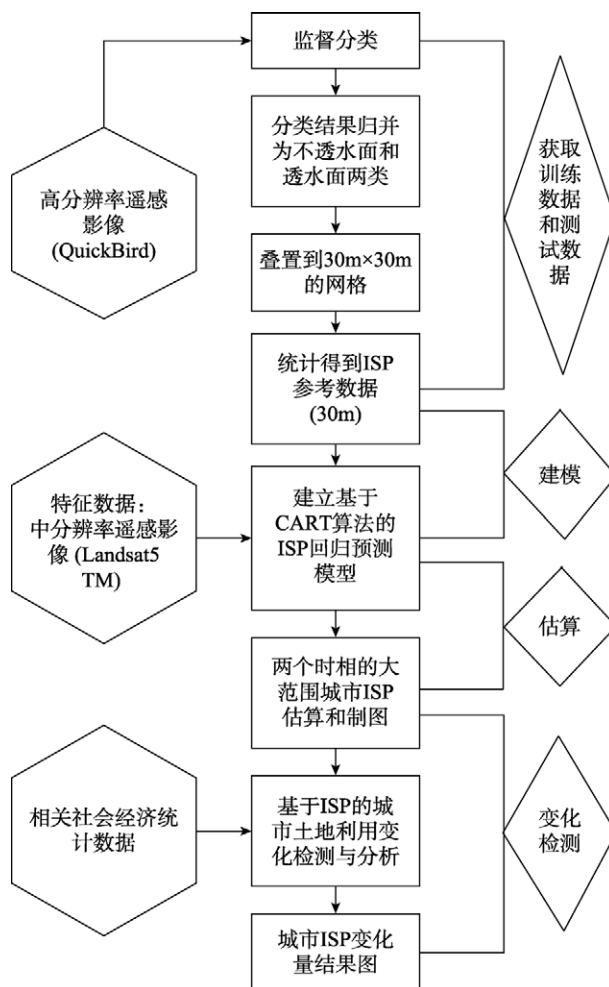 监督分类
分类结果归并
为不透水面和
透水面两类
高分辨率遥感
影像
(QuickBird)
获取
训练
数据
和测
试数
据
叠置到30m×30m
的网格
统计得到ISP
参考数据
(30m)
建模
特征数据：
中分辨率遥感影
像 (Landsat5
TM)
建立基于
CART算法的
ISP回归预测
模型
估算
两个时相的大
范围城市ISP
估算和制图
相关社会经济统
计数据
基于ISP的城
市土地利用变
化检测与分析
变化
检测
城市ISP变化
量结果图